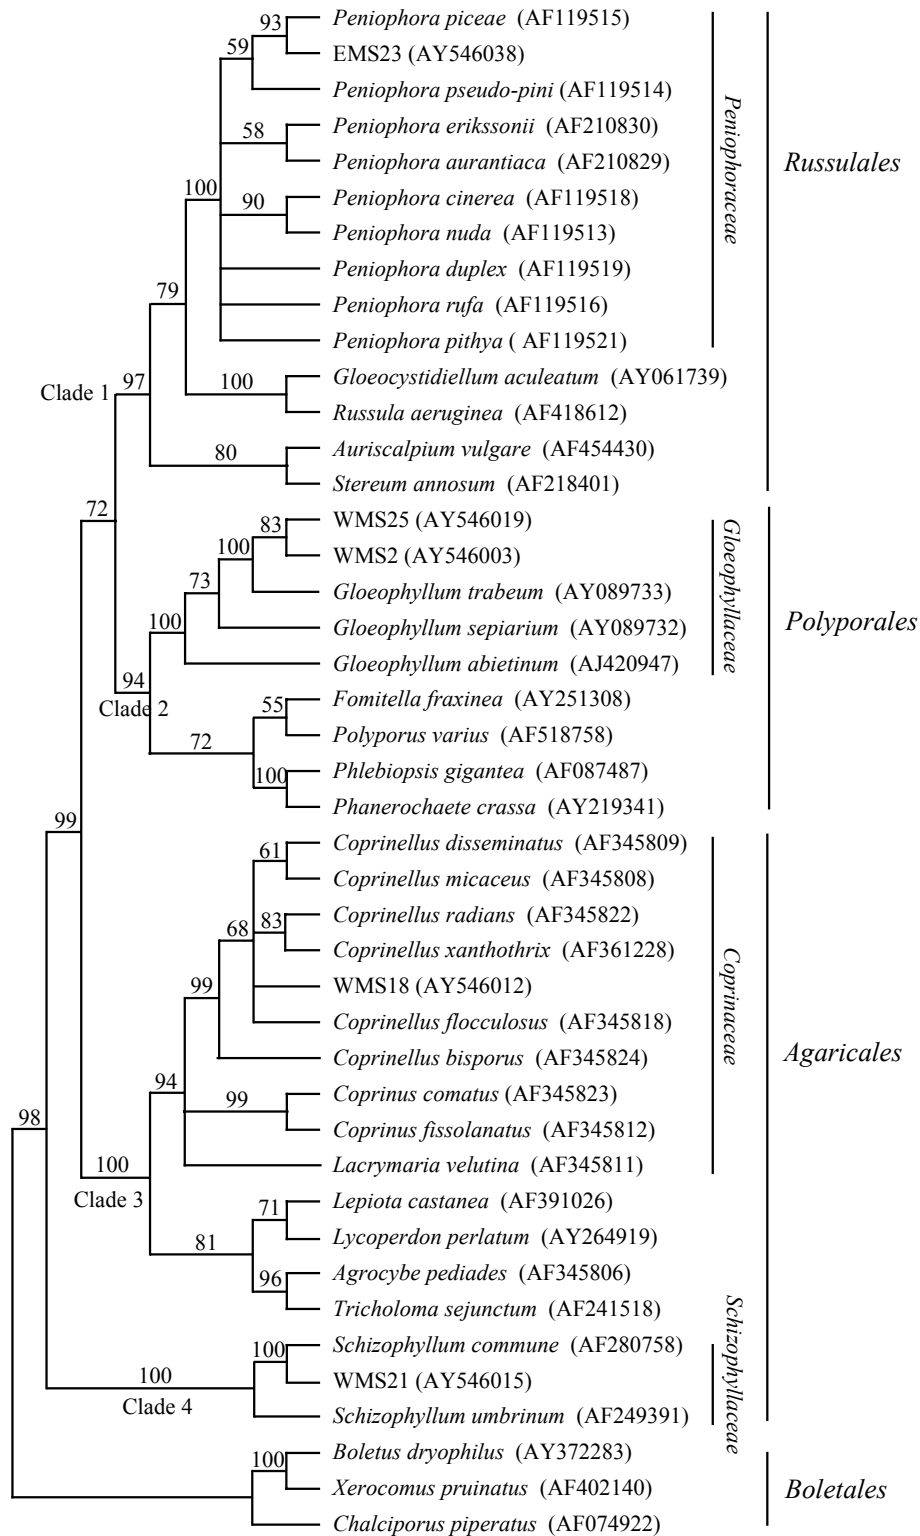 93
Peniophora piceae (AF119515)
59
EMS23 (AY546038)
Peniophora pseudo-pini (AF119514)
58
Peniophora erikssonii (AF210830)
Peniophora aurantiaca (AF210829)
100
90
Peniophora cinerea (AF119518)
Peniophora nuda (AF119513)
Peniophora duplex (AF119519)
79
Peniophora rufa (AF119516)
Peniophora pithya ( AF119521)
Peniophoraceae
Russulales
Clade 1
97
100
Gloeocystidiellum aculeatum (AY061739)
Russula aeruginea (AF418612)
80
Auriscalpium vulgare (AF454430)
Stereum annosum (AF218401)
72
83
WMS25 (AY546019)
100
WMS2 (AY546003)
73
Gloeophyllum trabeum (AY089733)
100
Gloeophyllum sepiarium (AY089732)
Gloeophyllum abietinum (AJ420947)
Gloeophyllaceae
Polyporales
94
Clade 2
55
Fomitella fraxinea (AY251308)
72
Polyporus varius (AF518758)
100
Phlebiopsis gigantea (AF087487)
Phanerochaete crassa (AY219341)
99
61
Coprinellus disseminatus (AF345809)
Coprinellus micaceus (AF345808)
68
83
Coprinellus radians (AF345822)
Coprinellus xanthothrix (AF361228)
99
WMS18 (AY546012)
Coprinellus flocculosus (AF345818)
Coprinellus bisporus (AF345824)
94
99
Coprinus comatus (AF345823)
Coprinus fissolanatus (AF345812)
Lacrymaria velutina (AF345811)
Coprinaceae
Agaricales
98
100
Clade 3
71
Lepiota castanea (AF391026)
81
Lycoperdon perlatum (AY264919)
96
Agrocybe pediades (AF345806)
Tricholoma sejunctum (AF241518)
100
Schizophyllum commune (AF280758)
100
Clade 4
WMS21 (AY546015)
Schizophyllum umbrinum (AF249391)
Schizophyllaceae
100
Boletus dryophilus (AY372283)
Xerocomus pruinatus (AF402140)
Chalciporus piperatus (AF074922)
Boletales